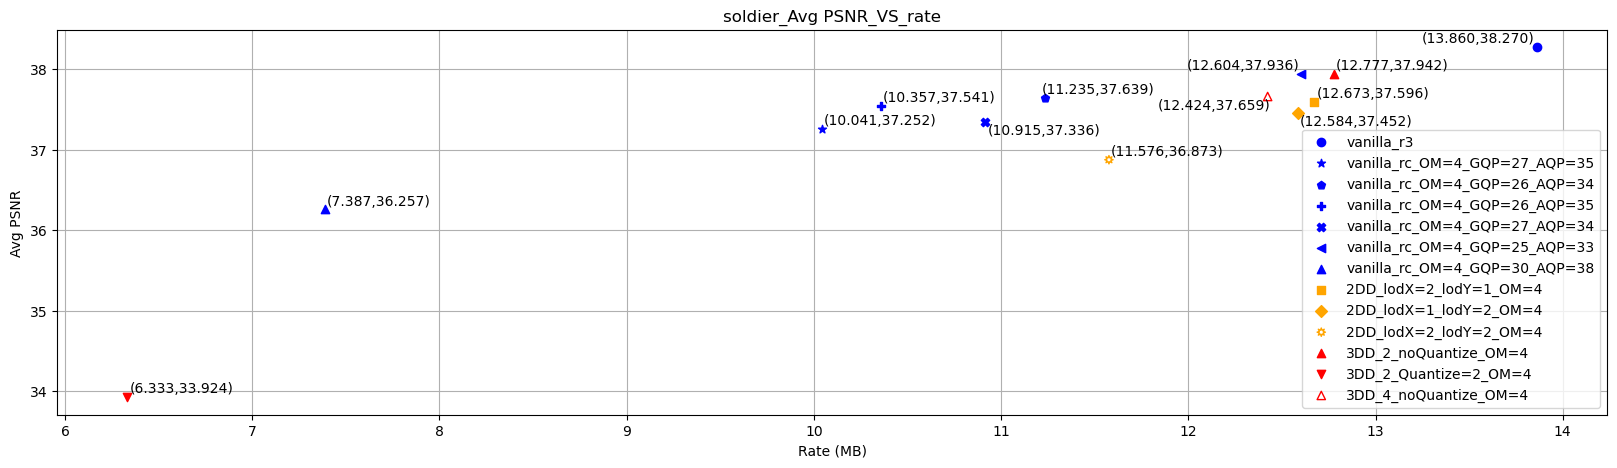 soldier_Avg PSNR_VS_rate
(13.860,38.270)
(12.604,37.936)
(12.777,37.942)
(10.357,37.541)
(11.235,37.639)
(12.424,37.659)
(12.673,37.596)
(10.041,37.252)
(10.915,37.336)
(12.584,37.452)
(11.576,36.873)
(7.387,36.257)
(6.333,33.924)
38
37
36
35
34
Avg PSNR
vanilla_r3
vanilla_rc_OM=4_GQP=27_AQP=35
vanilla_rc_OM=4_GQP=26_AQP=34
vanilla_rc_OM=4_GQP=26_AQP=35
vanilla_rc_OM=4_GQP=27_AQP=34
vanilla_rc_OM=4_GQP=25_AQP=33
vanilla_rc_OM=4_GQP=30_AQP=38
2DD_lodX=2_lodY=1_OM=4
2DD_lodX=1_lodY=2_OM=4
2DD_lodX=2_lodY=2_OM=4
3DD_2_noQuantize_OM=4
3DD_2_Quantize=2_OM=4
3DD_4_noQuantize_OM=4
6 7 8 9 10 11 12 13 14
Rate (MB)